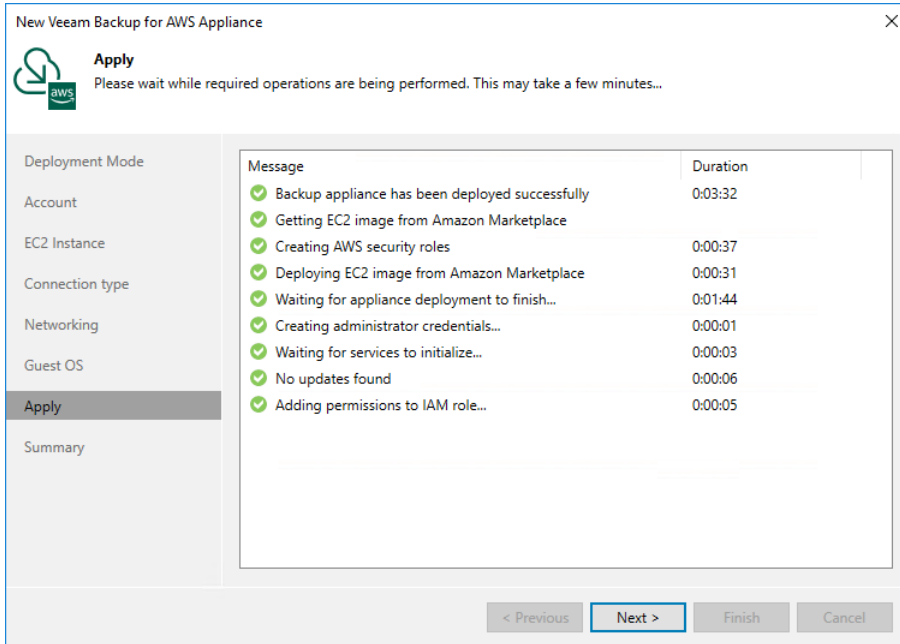 New Veeam Backup for AWS Appliance
Apply
Please wait while required operations are being performed. This may take a few minutes...
aws
Deployment Mode
Account
EC2 Instance
Connection type
Networking
Guest OS
Apply
Summary
Message Duration
Backup appliance has been deployed successfully 0:03:32
Getting EC2 image from Amazon Marketplace
Creating AWS security roles 0:00:37
Deploying EC2 image from Amazon Marketplace 0:00:31
Waiting for appliance deployment to finish... 0:01:44
Creating administrator credentials... 0:00:01
Waiting for services to initialize... 0:00:03
No updates found 0:00:06
Adding permissions to IAM role... 0:00:05
< Previous Next > Finish Cancel